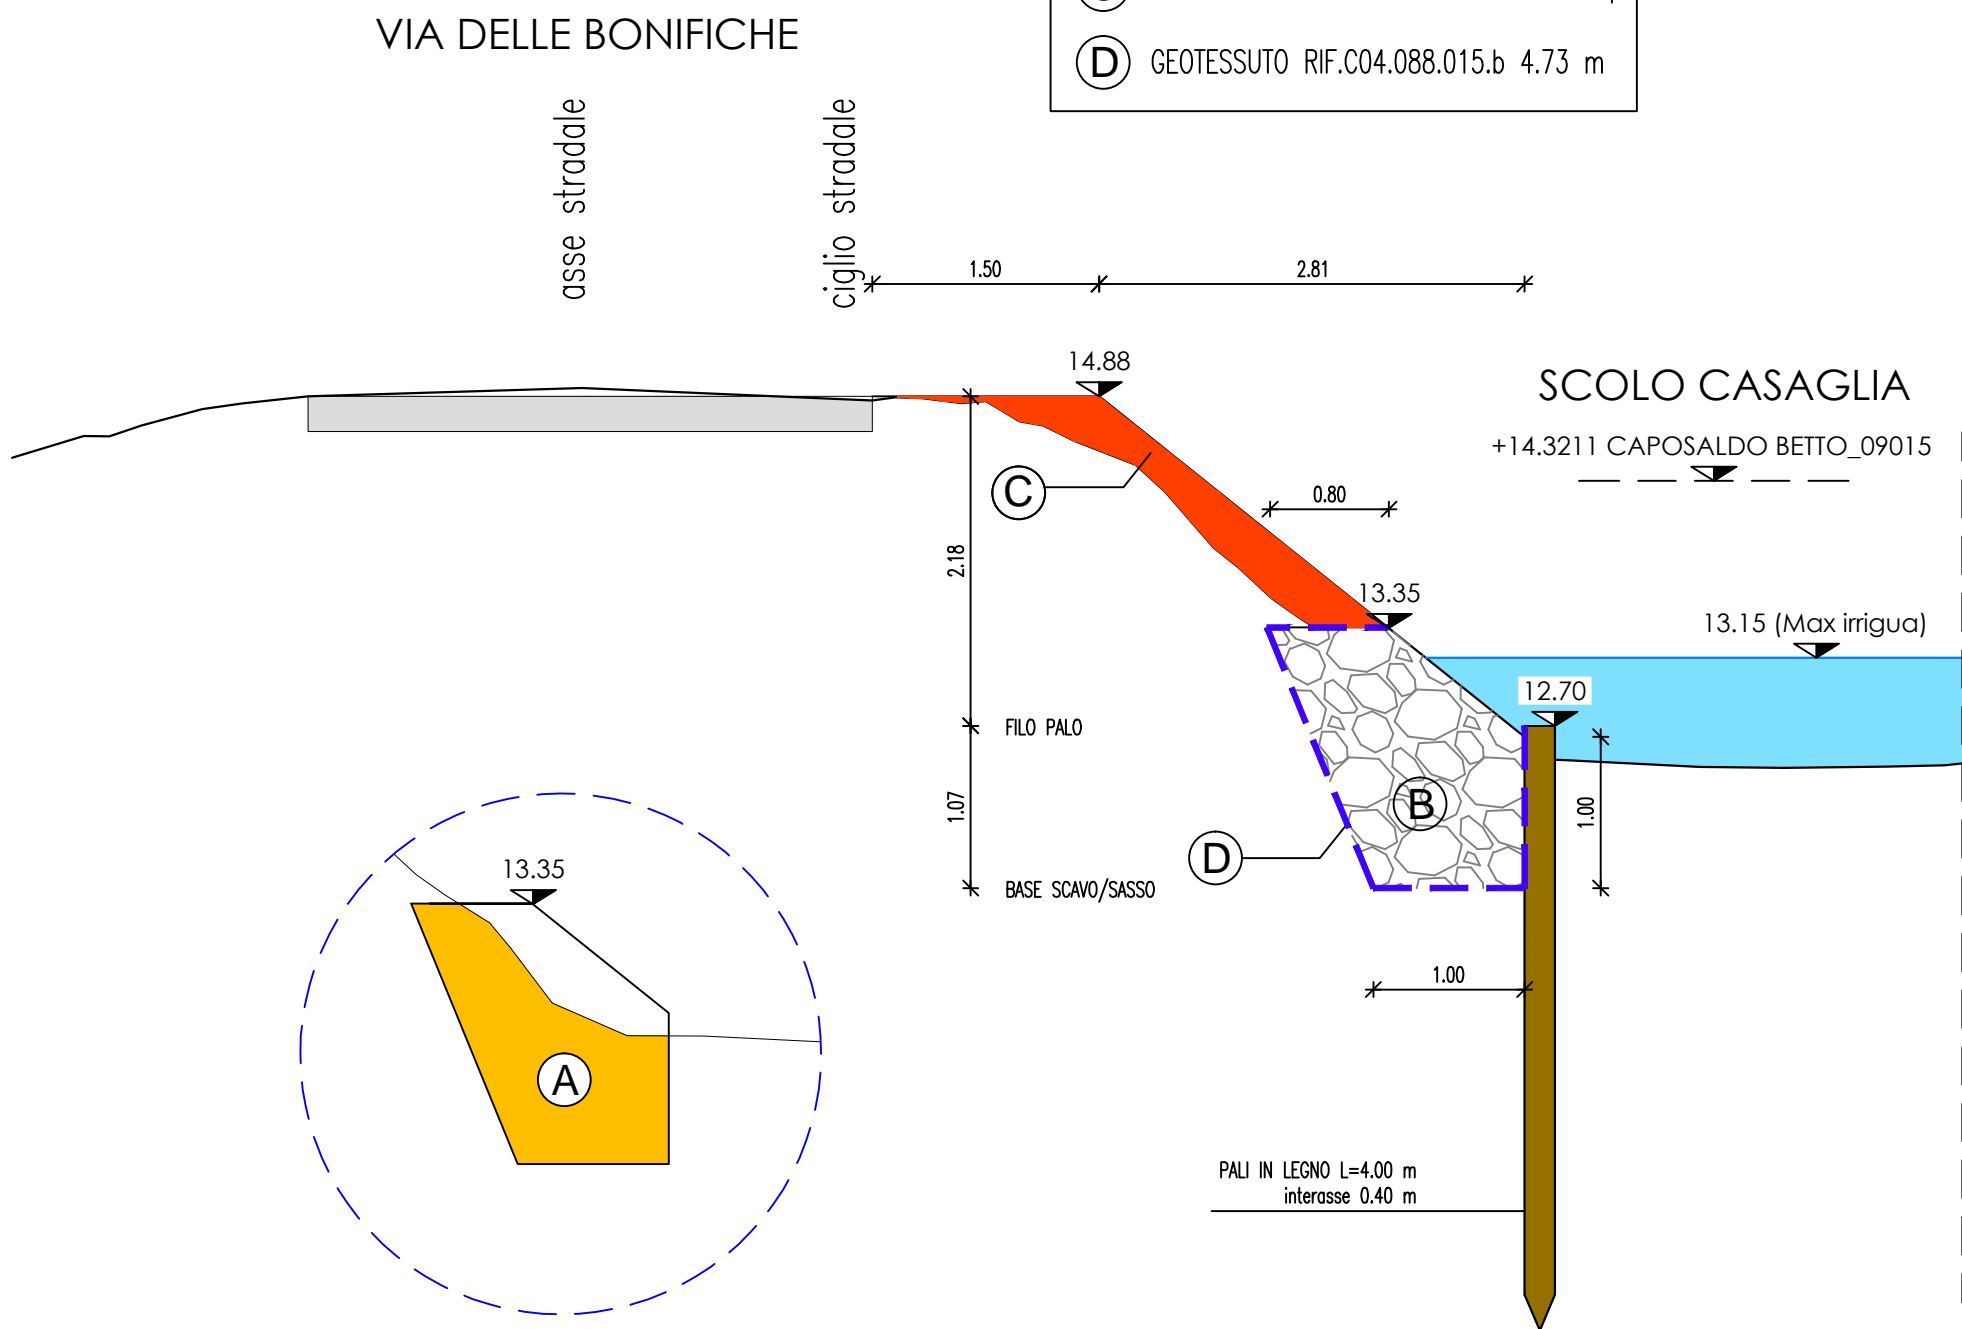 VIA DELLE BONIFICHE
D GEOTESSUTO RIF.C04.088.015.b 4.73 m
asse stradale
ciglio stradale
1.50
2.81
14.88
SCOLO CASAGLIA
+14.3211 CAPOSALDO BETTO_09015
C
0.80
2.18
13.35
13.15 (Max irrigua)
12.70
FILO PALO
1.07
B
1.00
D
BASE SCAVO/SASSO
13.35
1.00
A
PALI IN LEGNO L=4.00 m
interasse 0.40 m